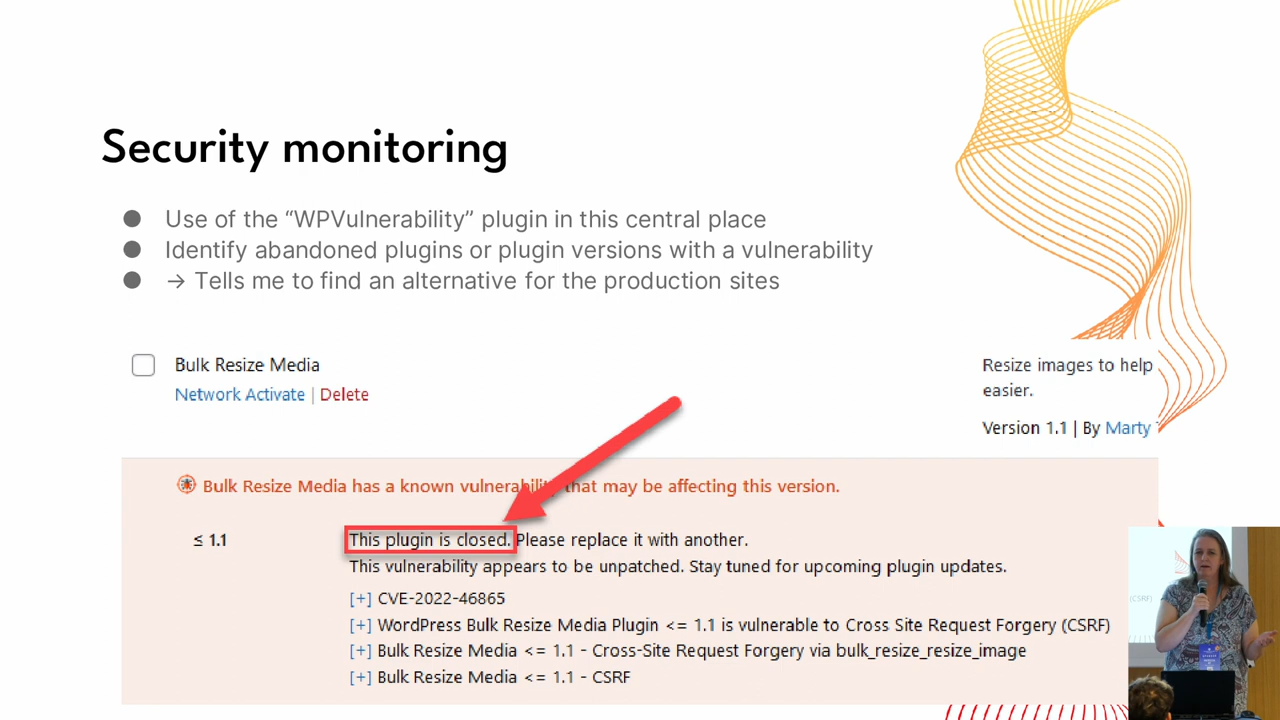 Security monitoring
● Use of the “WPVulnerability” plugin in this central place
● Identify abandoned plugins or plugin versions with a vulnerability
● → Tells me to find an alternative for the production sites
Bulk Resize Media
Network Activate | Delete
Resize images to help
easier.
Version 1.1 | By Marty
Bulk Resize Media has a known vulnerability that may be affecting this version.
≤ 1.1
This plugin is closed. Please replace it with another.
This vulnerability appears to be unpatched. Stay tuned for upcoming plugin updates.
[+] CVE-2022-46865
[+] WordPress Bulk Resize Media Plugin <= 1.1 is vulnerable to Cross Site Request Forgery (CSRF)
[+] Bulk Resize Media <= 1.1 - Cross-Site Request Forgery via bulk_resize_resize_image
[+] Bulk Resize Media <= 1.1 - CSRF
(CSRF)